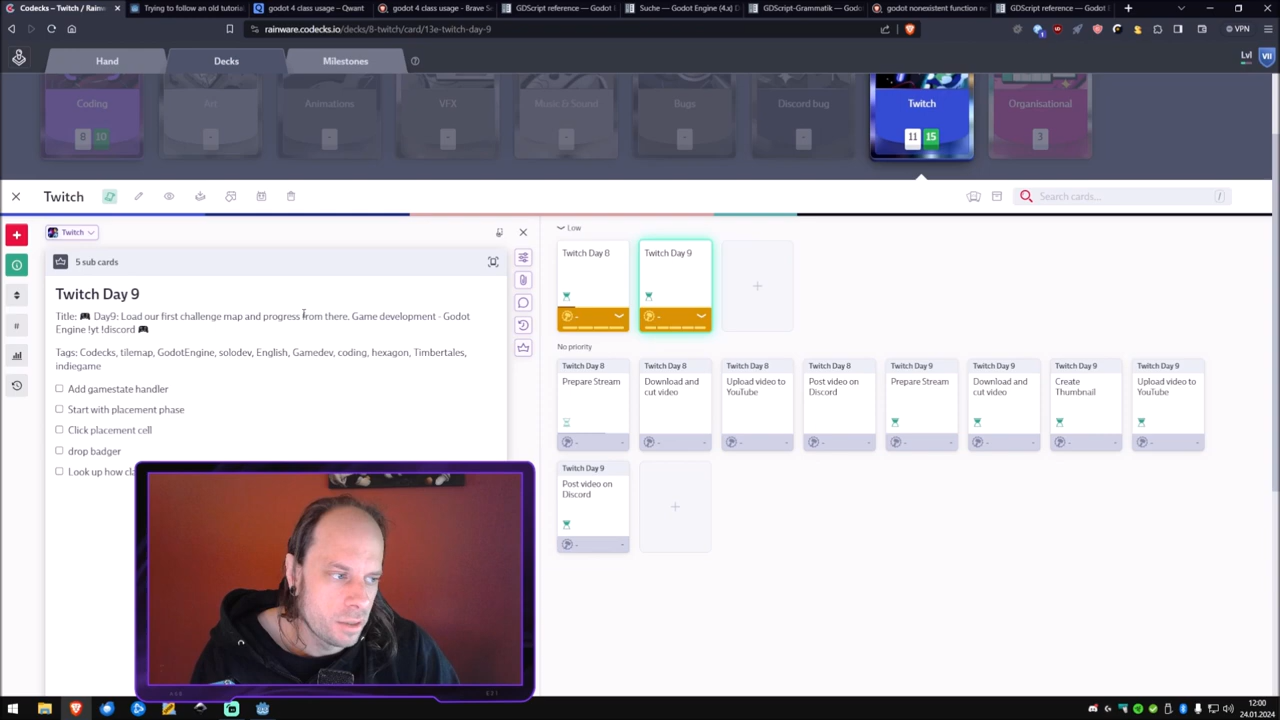 Codecks – Twitch / Rainw
Trying to follow an old tutoria
godot 4 class usage - Qwant
godot 4 class usage - Brave S
GDScript reference — Godot
Suche — Godot Engine (4.x) D
GDScript-Grammatik — Godo
godot nonexistent function
GDScript reference — Godot
rainware.codecks.io/decks/8-twitch/card/13e-twitch-day-9
VPN
Hand
Decks
Milestones
Lvl
VII
Coding
Art
Animations
VFX
Music & Sound
Bugs
Discord bug
Twitch
Organisational
8 10
-
-
-
-
-
-
11 15
3
Twitch
Search cards...
/
Twitch
5 sub cards
Twitch Day 9
Title: 🎮 Day9: Load our first challenge map and progress from there. Game development - Godot
Engine !yt !discord 🎮
Tags: Codecks, tilemap, GodotEngine, solodev, English, Gamedev, coding, hexagon, Timbertales,
indiegame
Add gamestate handler
Start with placement phase
Click placement cell
drop badger
Look up how cla
Low
Twitch Day 8
Twitch Day 9
No priority
Twitch Day 8
Prepare Stream
Twitch Day 8
Download and
cut video
Twitch Day 8
Upload video to
YouTube
Twitch Day 8
Post video on
Discord
Twitch Day 9
Prepare Stream
Twitch Day 9
Download and
cut video
Twitch Day 9
Create
Thumbnail
Twitch Day 9
Upload video to
YouTube
Twitch Day 9
Post video on
Discord
12:00
24.01.2024